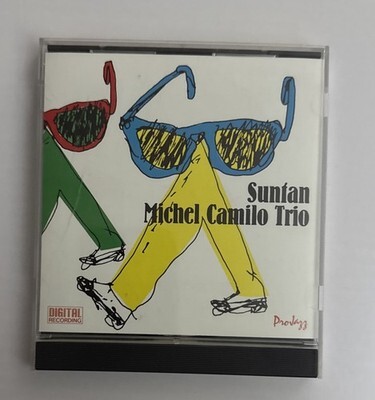 Suntan
Michel Camilo Trio
DIGITAL
RECORDING
ProJazz